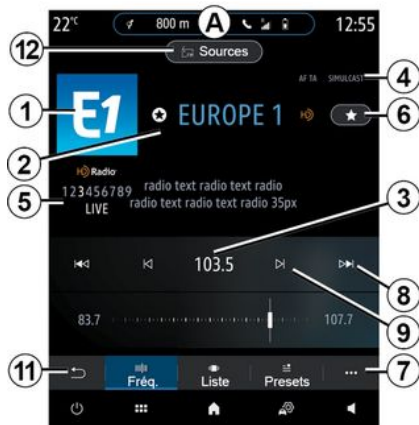 22°C
800 m
A
12:55
12
Sources
AF TA SIMULCAST
4
1
E1
EUROPE 1
HD
6
2
HD Radio
5
123456789
LIVE
radio text radio text radio
radio text radio text radio 35px
3
103.5
8
83.7
107.7
9
11
Fréq.
Liste
Presets
...
7